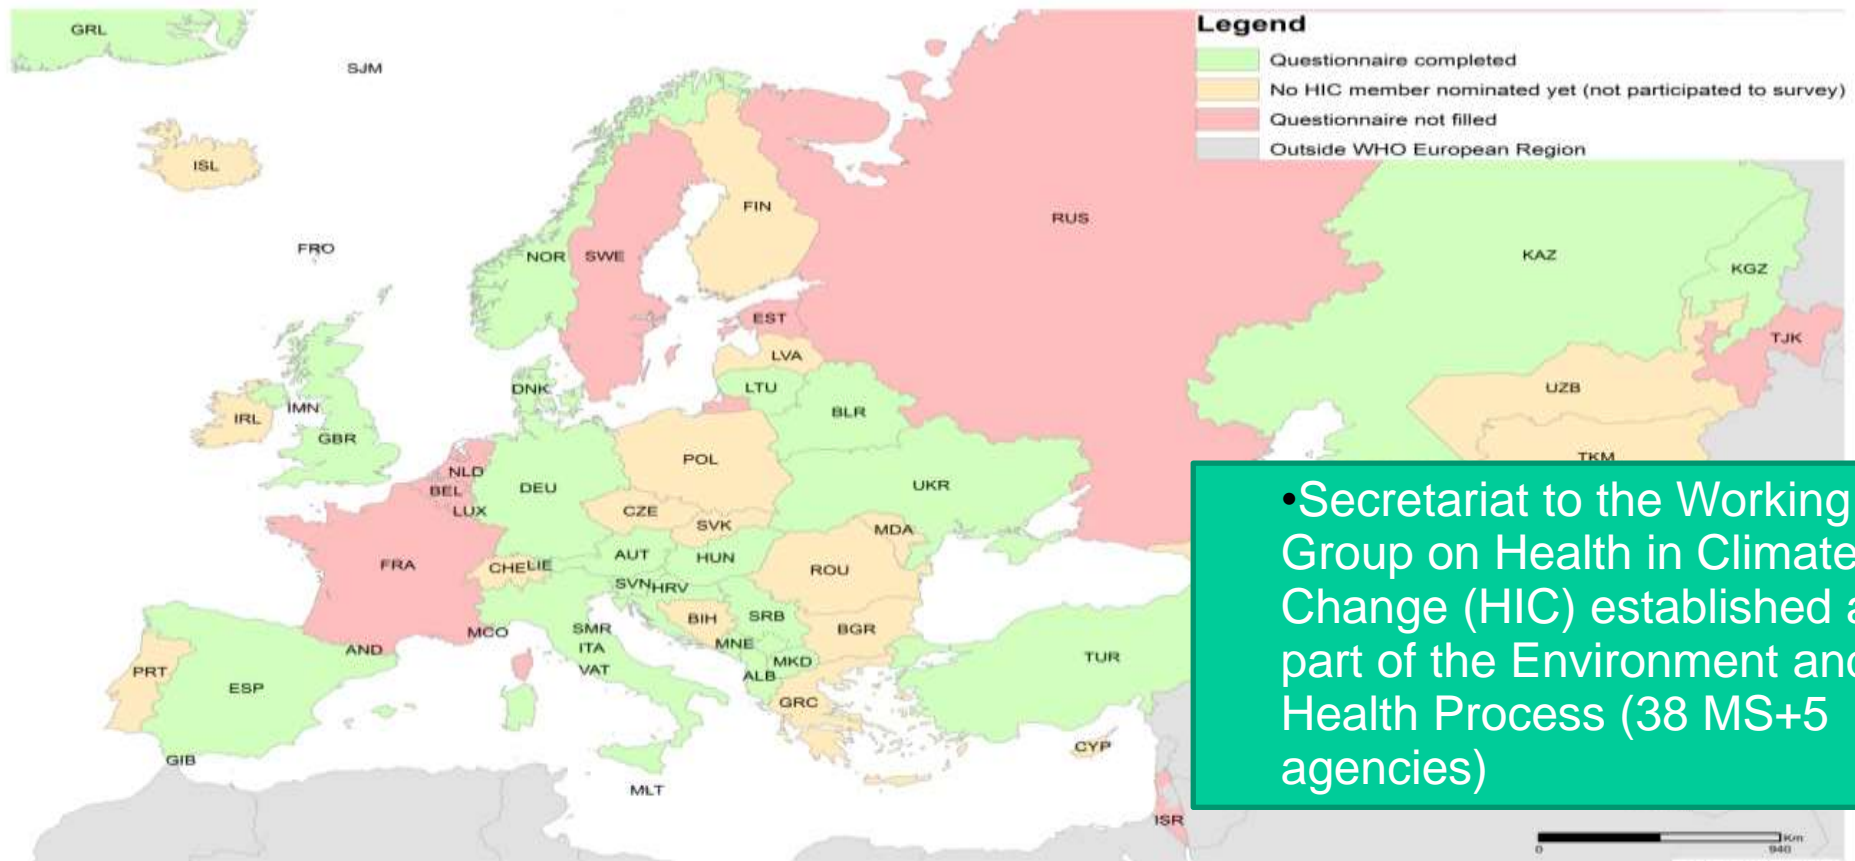 Legend
Questionnaire completed
No HIC member nominated yet (not participated to survey)
Questionnaire not filled
Outside WHO European Region
GRL
SJM
ISL
FIN
RUS
FRO
NOR
SWE
KAZ
KGZ
EST
TJK
LVA
DNK
LTU
UZB
IRL
IMN
BLR
GBR
POL
TKM
NLD
BEL
DEU
UKR
LUX
CZE
SVK
MDA
AUT
HUN
FRA
CHE
LIE
ROU
SVN
HRV
BIH
SRB
MCO
SMR
BGR
AND
ITA
MNE
PRT
VAT
MKD
TUR
ESP
ALB
GRC
CYP
GIB
MLT
ISR
•Secretariat to the Working
Group on Health in Climate
Change (HIC) established
part of the Environment and
Health Process (38 MS+5
agencies)
Km
0 940